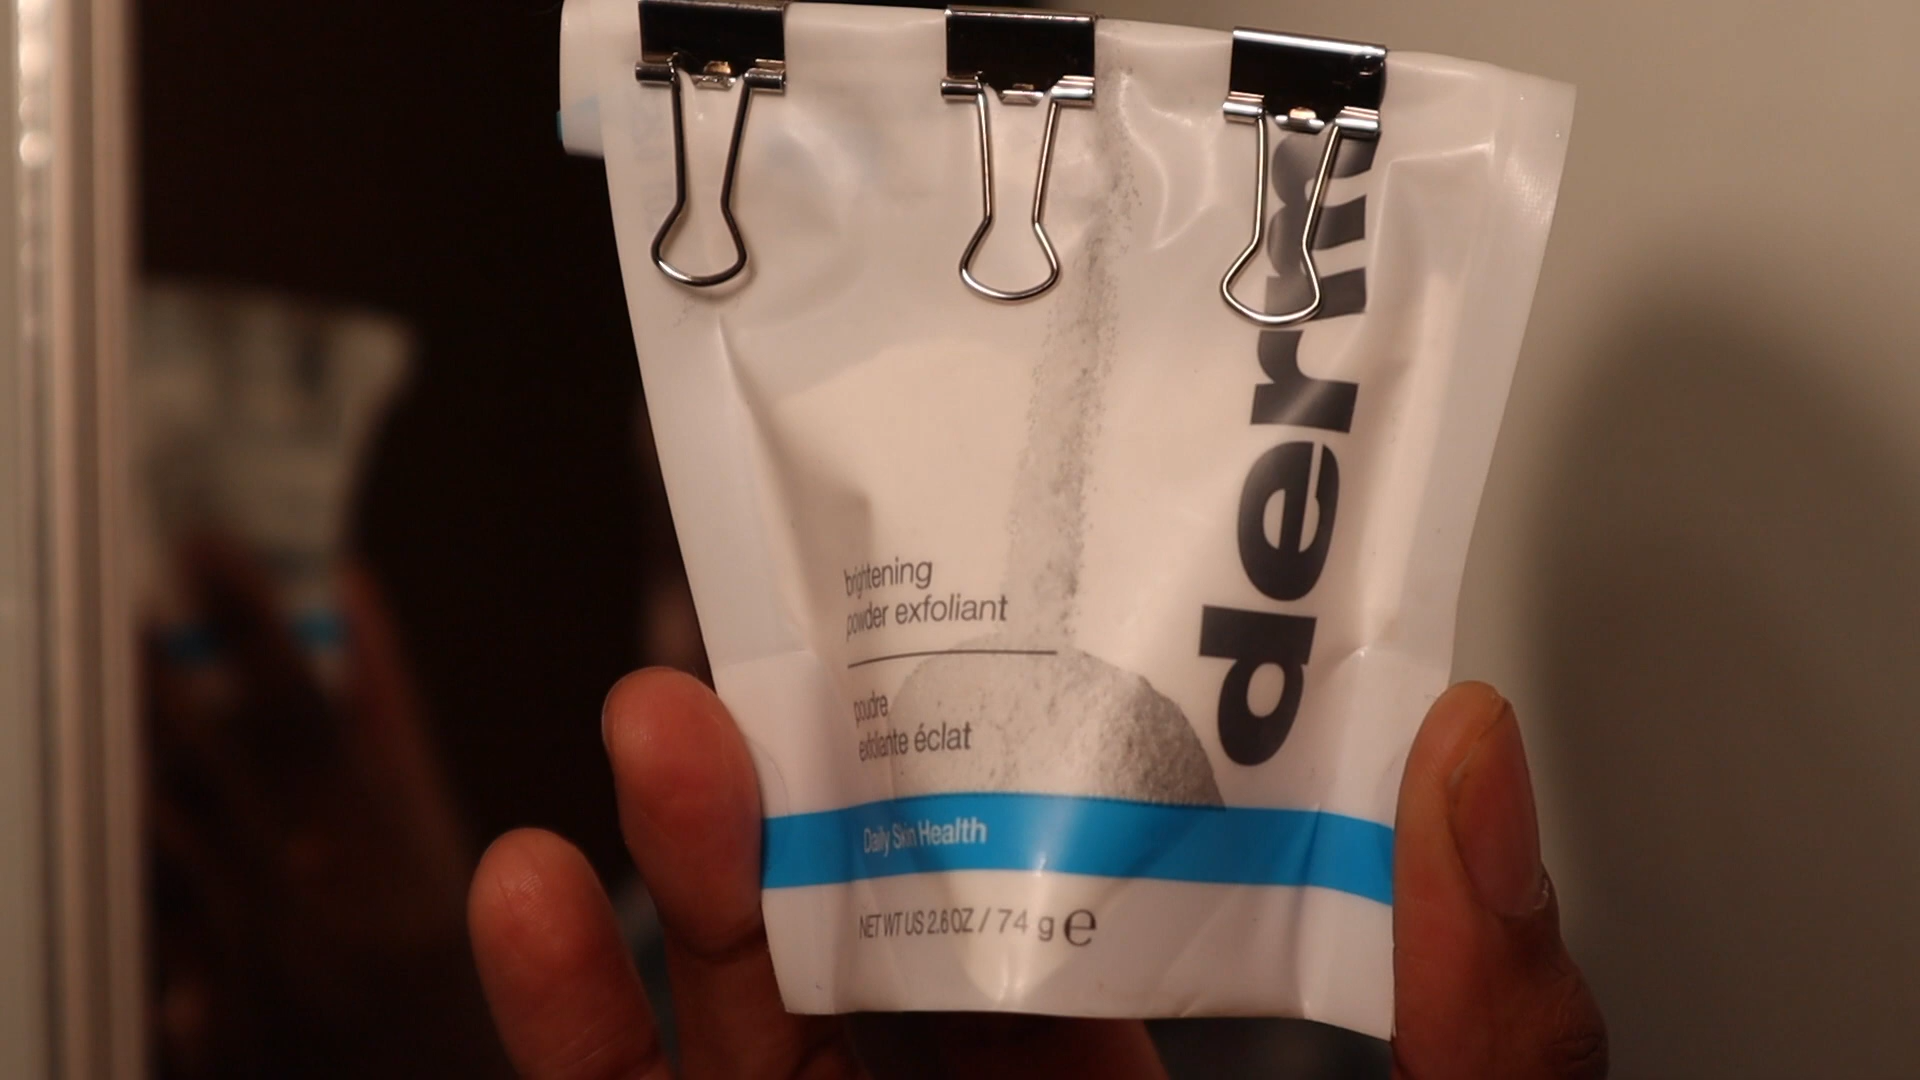 brightening
powder exfoliant
poudre
exfoliante éclat
Daily Skin Health
NET WT US 2.6 OZ / 74 g e
derm